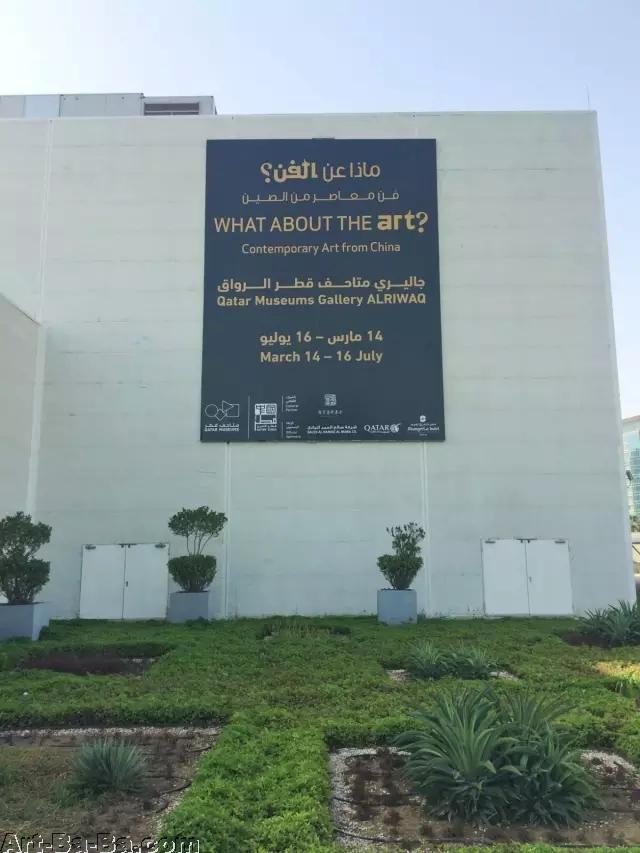 ماذا عن الفن؟
فن معاصر من الصين
WHAT ABOUT THE art?
Contemporary Art from China
جاليري متاحف قطر الرواق
Qatar Museums Gallery ALRIWAQ
14 مارس – 16 يوليو
March 14 – 16 July
متاحف قطر
QATAR MUSEUMS
QATAR
Art-Ba-Ba.com